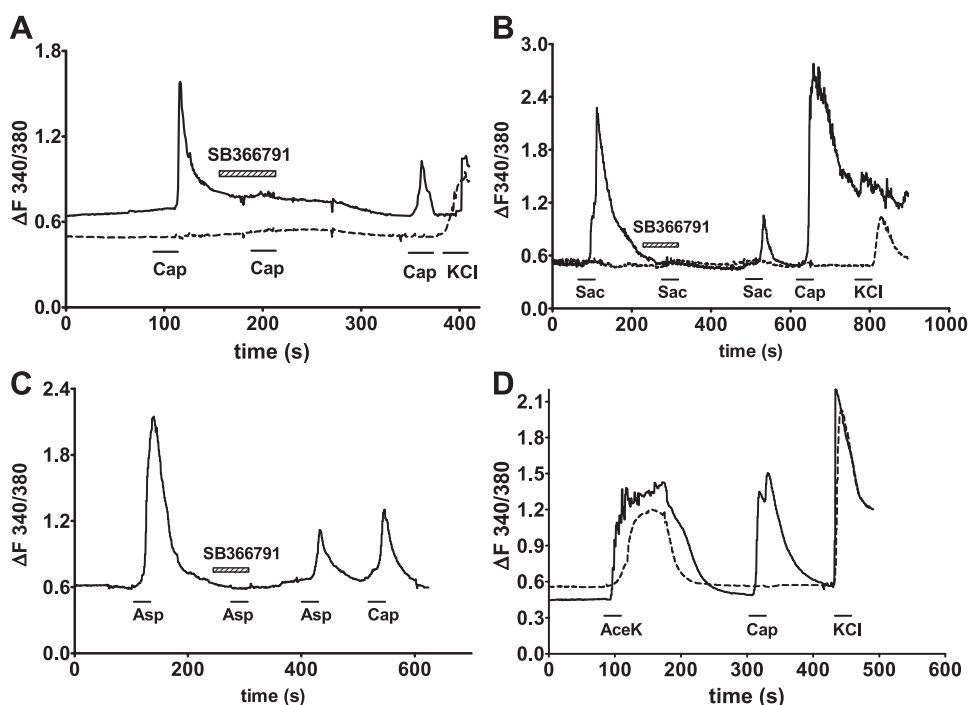 A
1.8
1.2
0.6
0.0
ΔF 340/380
SB366791
Cap
Cap
Cap
KCl
0
100
200
300
400
time (s)
B
3.0
2.4
1.8
1.2
0.6
0.0
ΔF340/380
SB366791
Sac
Sac
Sac
Cap
KCl
0
200
400
600
800
1000
time (s)
C
2.4
1.8
1.2
0.6
0.0
ΔF 340/380
SB366791
Asp
Asp
Asp
Cap
0
200
400
600
time (s)
D
2.1
1.8
1.5
1.2
0.9
0.6
0.3
0.0
ΔF 340/380
AceK
Cap
KCl
0
100
200
300
400
500
600
time (s)